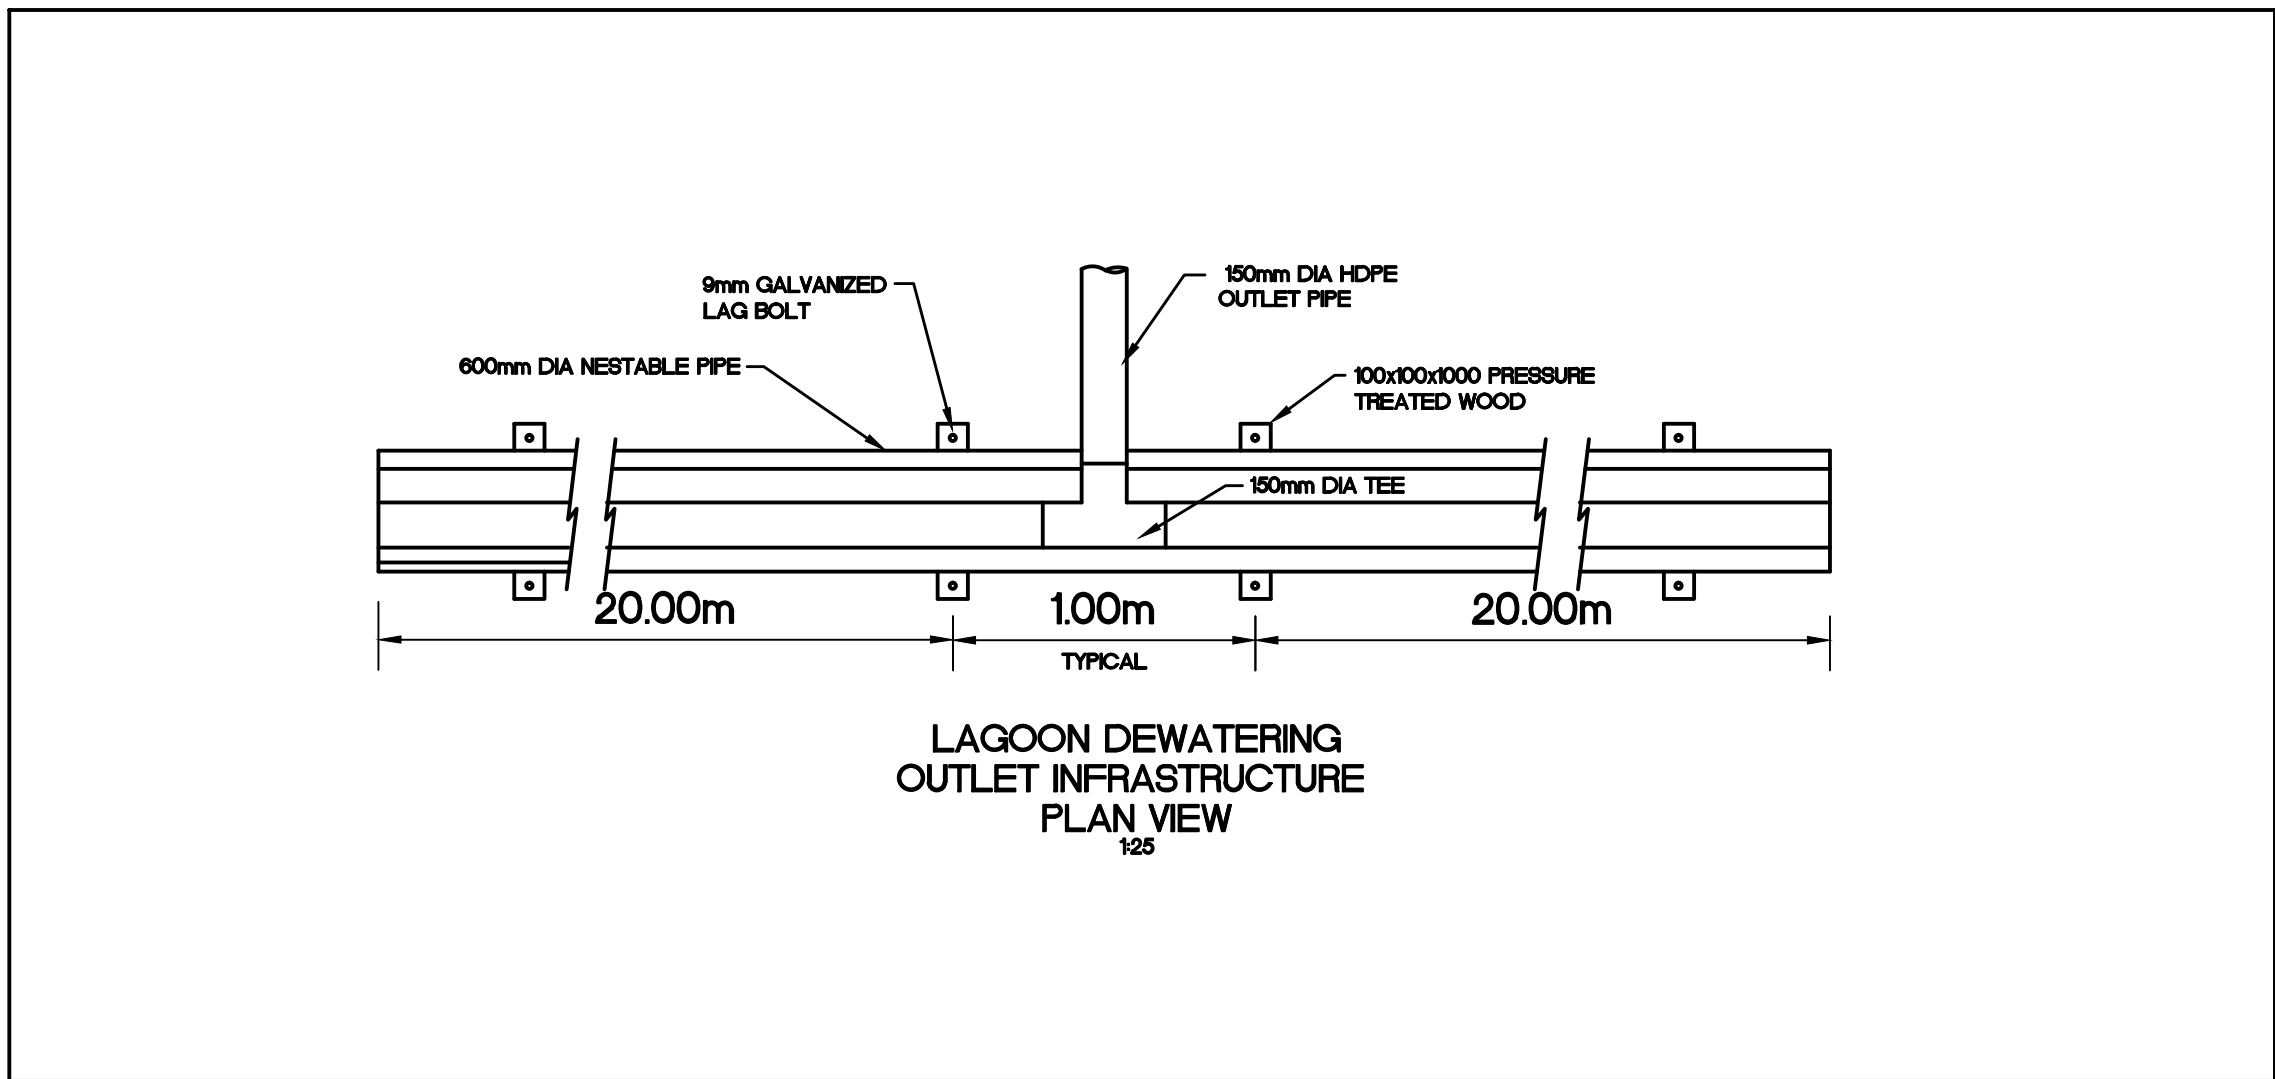 9mm GALVANIZED
LAG BOLT
150mm DIA HDPE
OUTLET PIPE
600mm DIA NESTABLE PIPE
100x100x1000 PRESSURE
TREATED WOOD
150mm DIA TEE
20.00m
1.00m
20.00m
TYPICAL
LAGOON DEWATERING
OUTLET INFRASTRUCTURE
PLAN VIEW
1:25